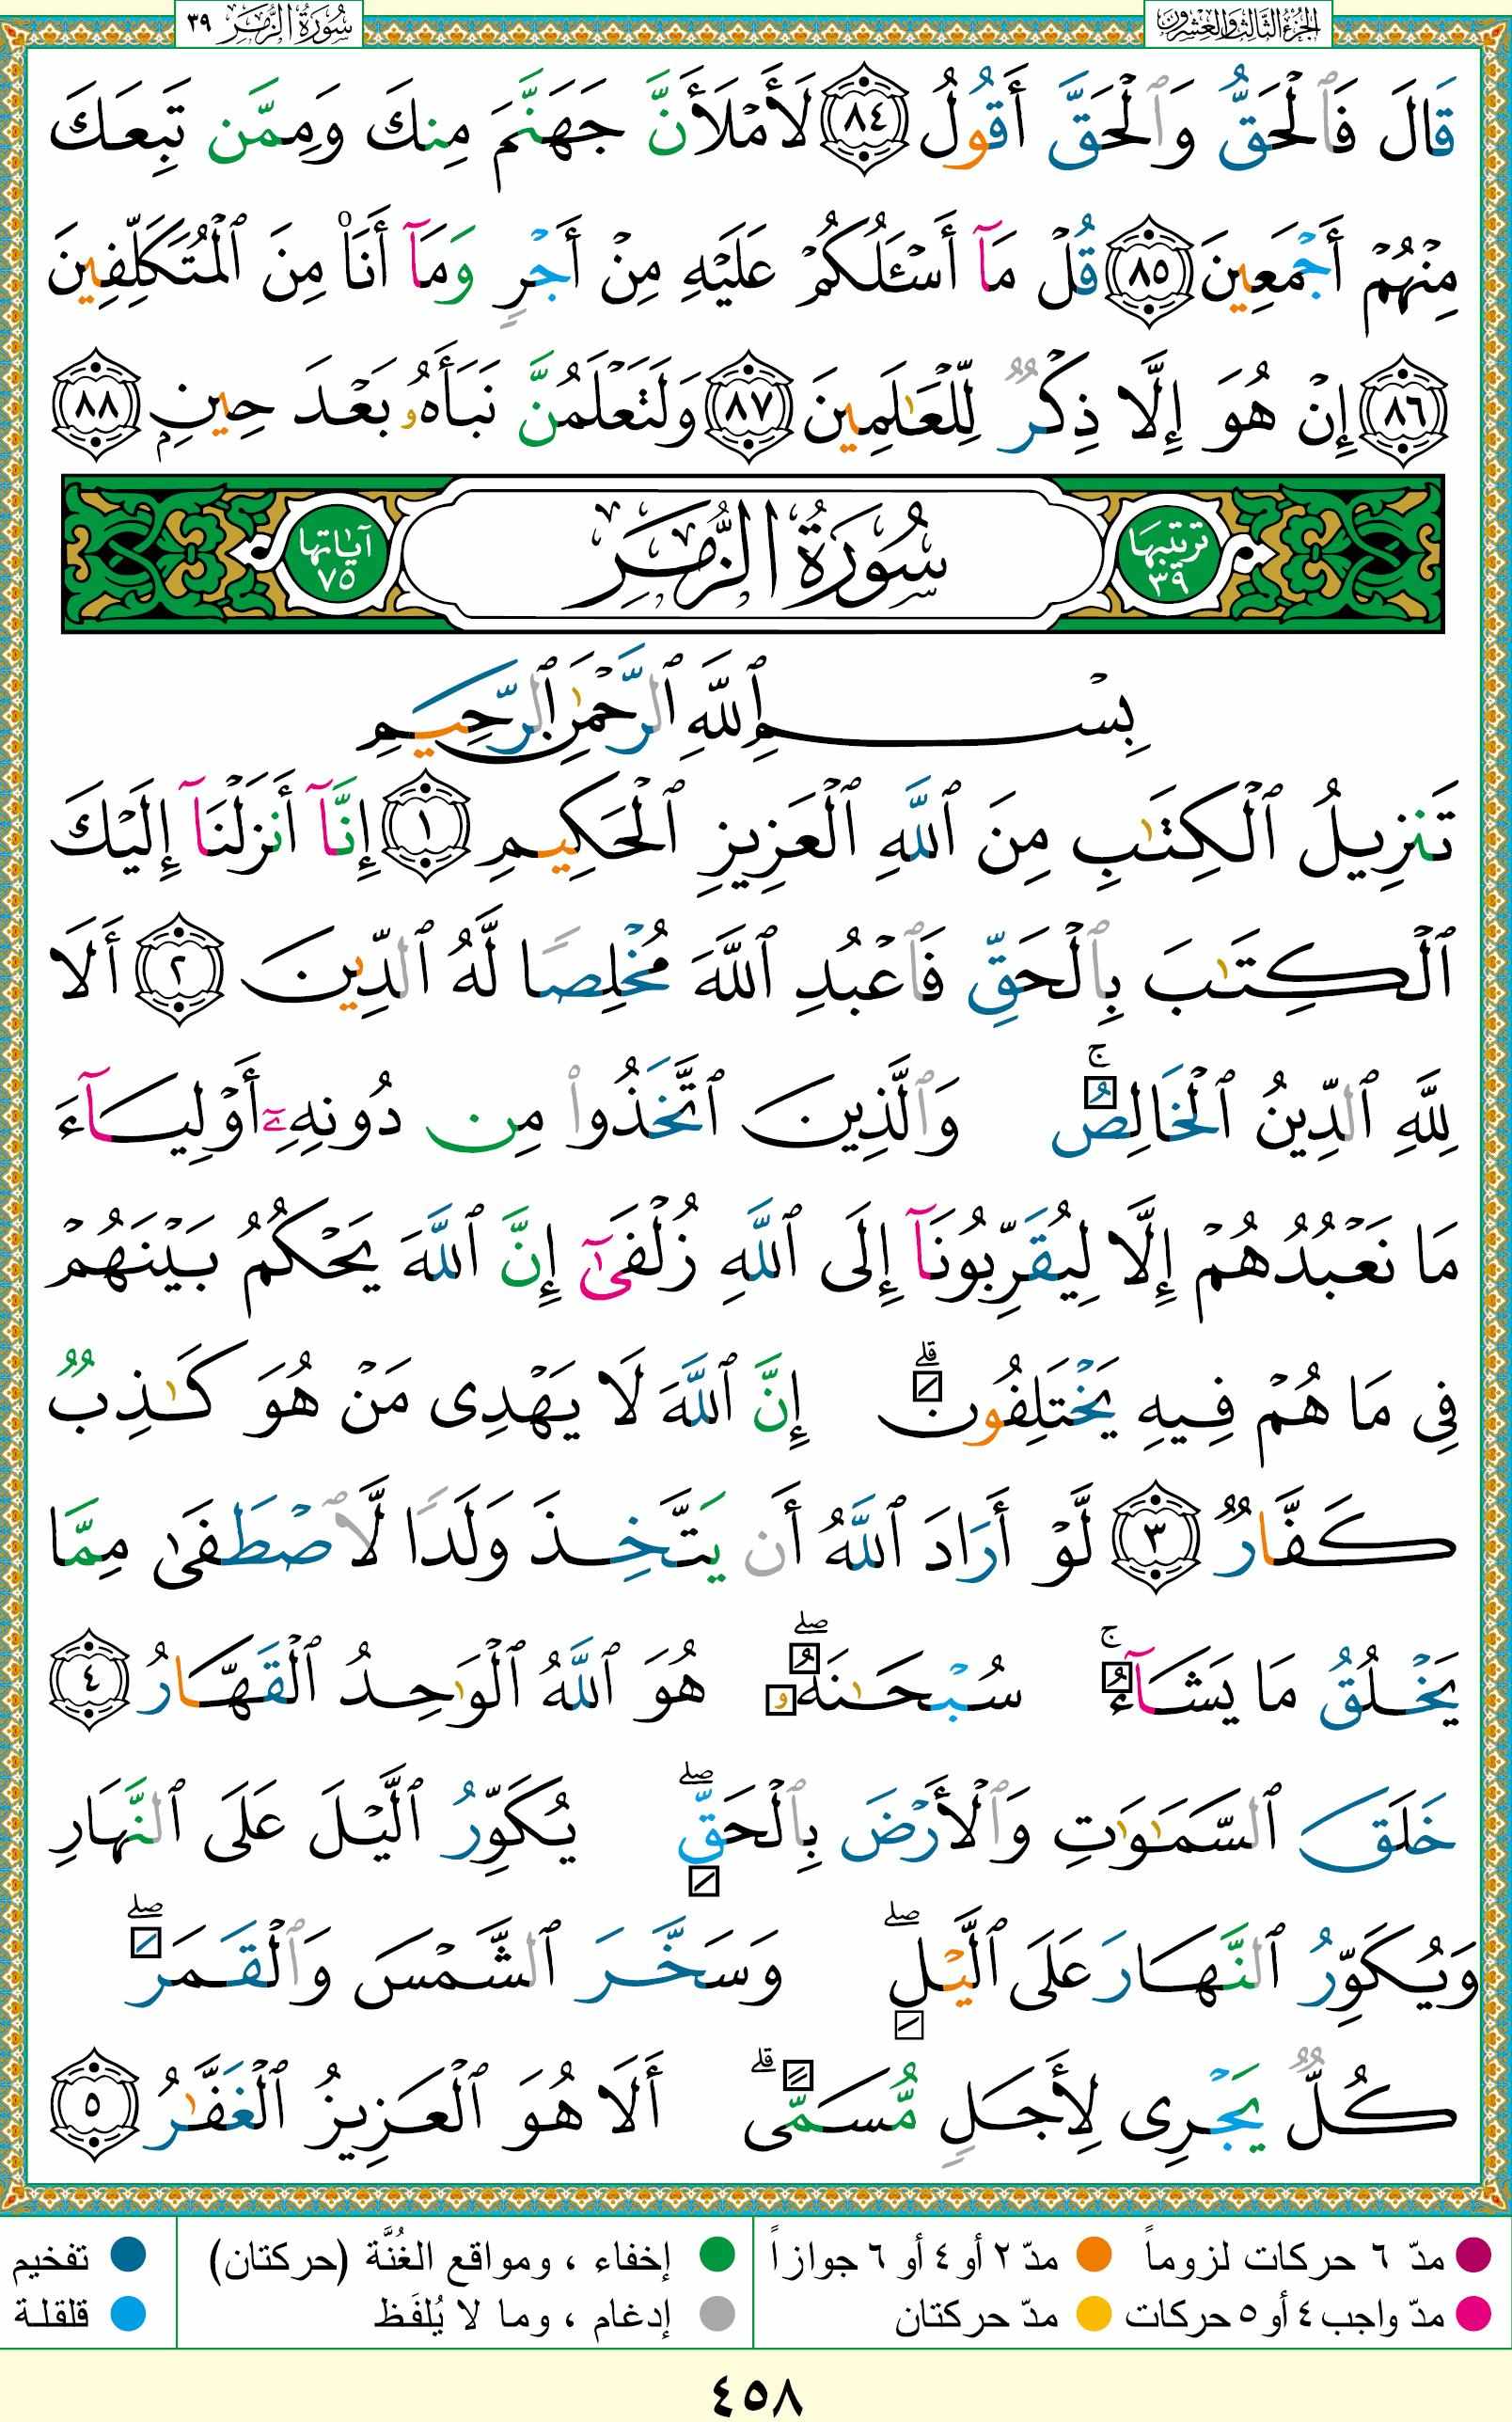 سُورَةُ الزُّمَرِ ٣٩
الجزء الثالث والعشرون
قَالَ فَٱلْحَقُّ وَٱلْحَقَّ أَقُولُ ٨٤ لَأَمْلَأَنَّ جَهَنَّمَ مِنكَ وَمِمَّن تَبِعَكَ
مِنْهُمْ أَجْمَعِينَ ٨٥ قُلْ مَآ أَسْـَٔلُكُمْ عَلَيْهِ مِنْ أَجْرٍ وَمَآ أَنَا۠ مِنَ ٱلْمُتَكَلِّفِينَ
٨٦ إِنْ هُوَ إِلَّا ذِكْرٌ لِّلْعَـٰلَمِينَ ٨٧ وَلَتَعْلَمُنَّ نَبَأَهُۥ بَعْدَ حِينِۭ ٨٨
ترتيبها ٣٩
سُورَةُ الزُّمَرِ
آياتها ٧٥
بِسْمِ ٱللَّهِ ٱلرَّحْمَـٰنِ ٱلرَّحِيمِ
تَنزِيلُ ٱلْكِتَـٰبِ مِنَ ٱللَّهِ ٱلْعَزِيزِ ٱلْحَكِيمِ ١ إِنَّآ أَنزَلْنَآ إِلَيْكَ
ٱلْكِتَـٰبَ بِٱلْحَقِّ فَٱعْبُدِ ٱللَّهَ مُخْلِصًا لَّهُ ٱلدِّينَ ٢ أَلَا
لِلَّهِ ٱلدِّينُ ٱلْخَالِصُ ۚ وَٱلَّذِينَ ٱتَّخَذُوا۟ مِن دُونِهِۦٓ أَوْلِيَآءَ
مَا نَعْبُدُهُمْ إِلَّا لِيُقَرِّبُونَآ إِلَى ٱللَّهِ زُلْفَىٰٓ إِنَّ ٱللَّهَ يَحْكُمُ بَيْنَهُمْ
فِى مَا هُمْ فِيهِ يَخْتَلِفُونَ ۗ إِنَّ ٱللَّهَ لَا يَهْدِى مَنْ هُوَ كَـٰذِبٌ
كَفَّارٌ ٣ لَّوْ أَرَادَ ٱللَّهُ أَن يَتَّخِذَ وَلَدًا لَّٱصْطَفَىٰ مِمَّا
يَخْلُقُ مَا يَشَآءُ ۚ سُبْحَـٰنَهُۥ ۖ هُوَ ٱللَّهُ ٱلْوَٰحِدُ ٱلْقَهَّارُ ٤
خَلَقَ ٱلسَّمَـٰوَٰتِ وَٱلْأَرْضَ بِٱلْحَقِّ ۖ يُكَوِّرُ ٱلَّيْلَ عَلَى ٱلنَّهَارِ
وَيُكَوِّرُ ٱلنَّهَارَ عَلَى ٱلَّيْلِ ۖ وَسَخَّرَ ٱلشَّمْسَ وَٱلْقَمَرَ ۖ
كُلٌّ يَجْرِى لِأَجَلٍ مُّسَمًّى ۗ أَلَا هُوَ ٱلْعَزِيزُ ٱلْغَفَّـٰرُ ٥
مدّ ٦ حركات لزوماً
مدّ ٢ أو ٤ أو ٦ جوازاً
إخفاء ، ومواقع الغُنَّة (حركتان)
تفخيم
مدّ واجب ٤ أو ٥ حركات
مدّ حركتان
إدغام ، وما لا يُلفَظ
قلقلة
٤٥٨